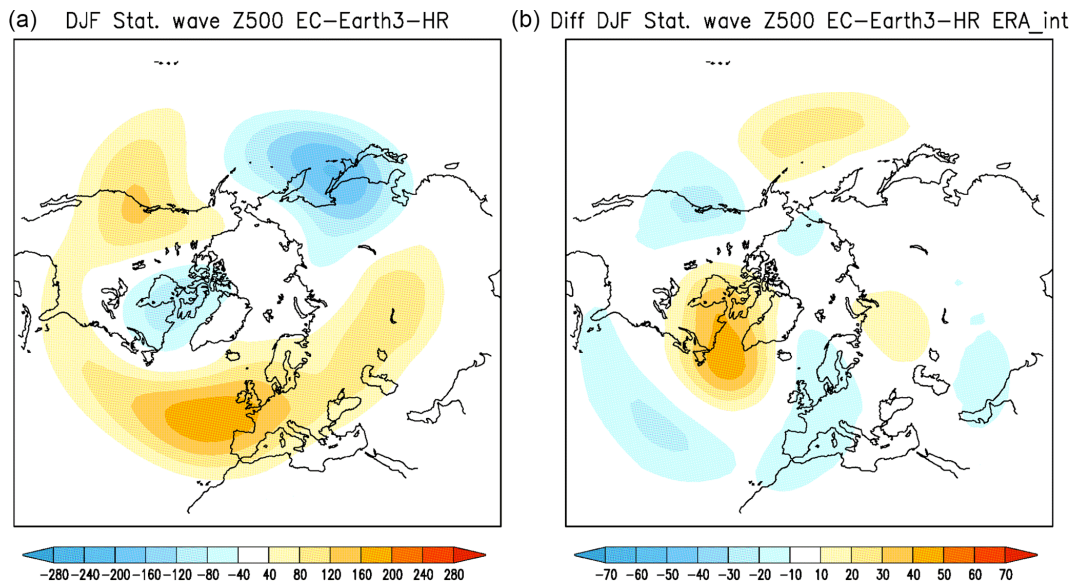 (a) DJF Stat. wave Z500 EC-Earth3-HR
(b) Diff DJF Stat. wave Z500 EC-Earth3-HR ERA_int
-280 -240 -200 -160 -120 -80 -40 40 80 120 160 200 240 280
-70 -60 -50 -40 -30 -20 -10 10 20 30 40 50 60 70